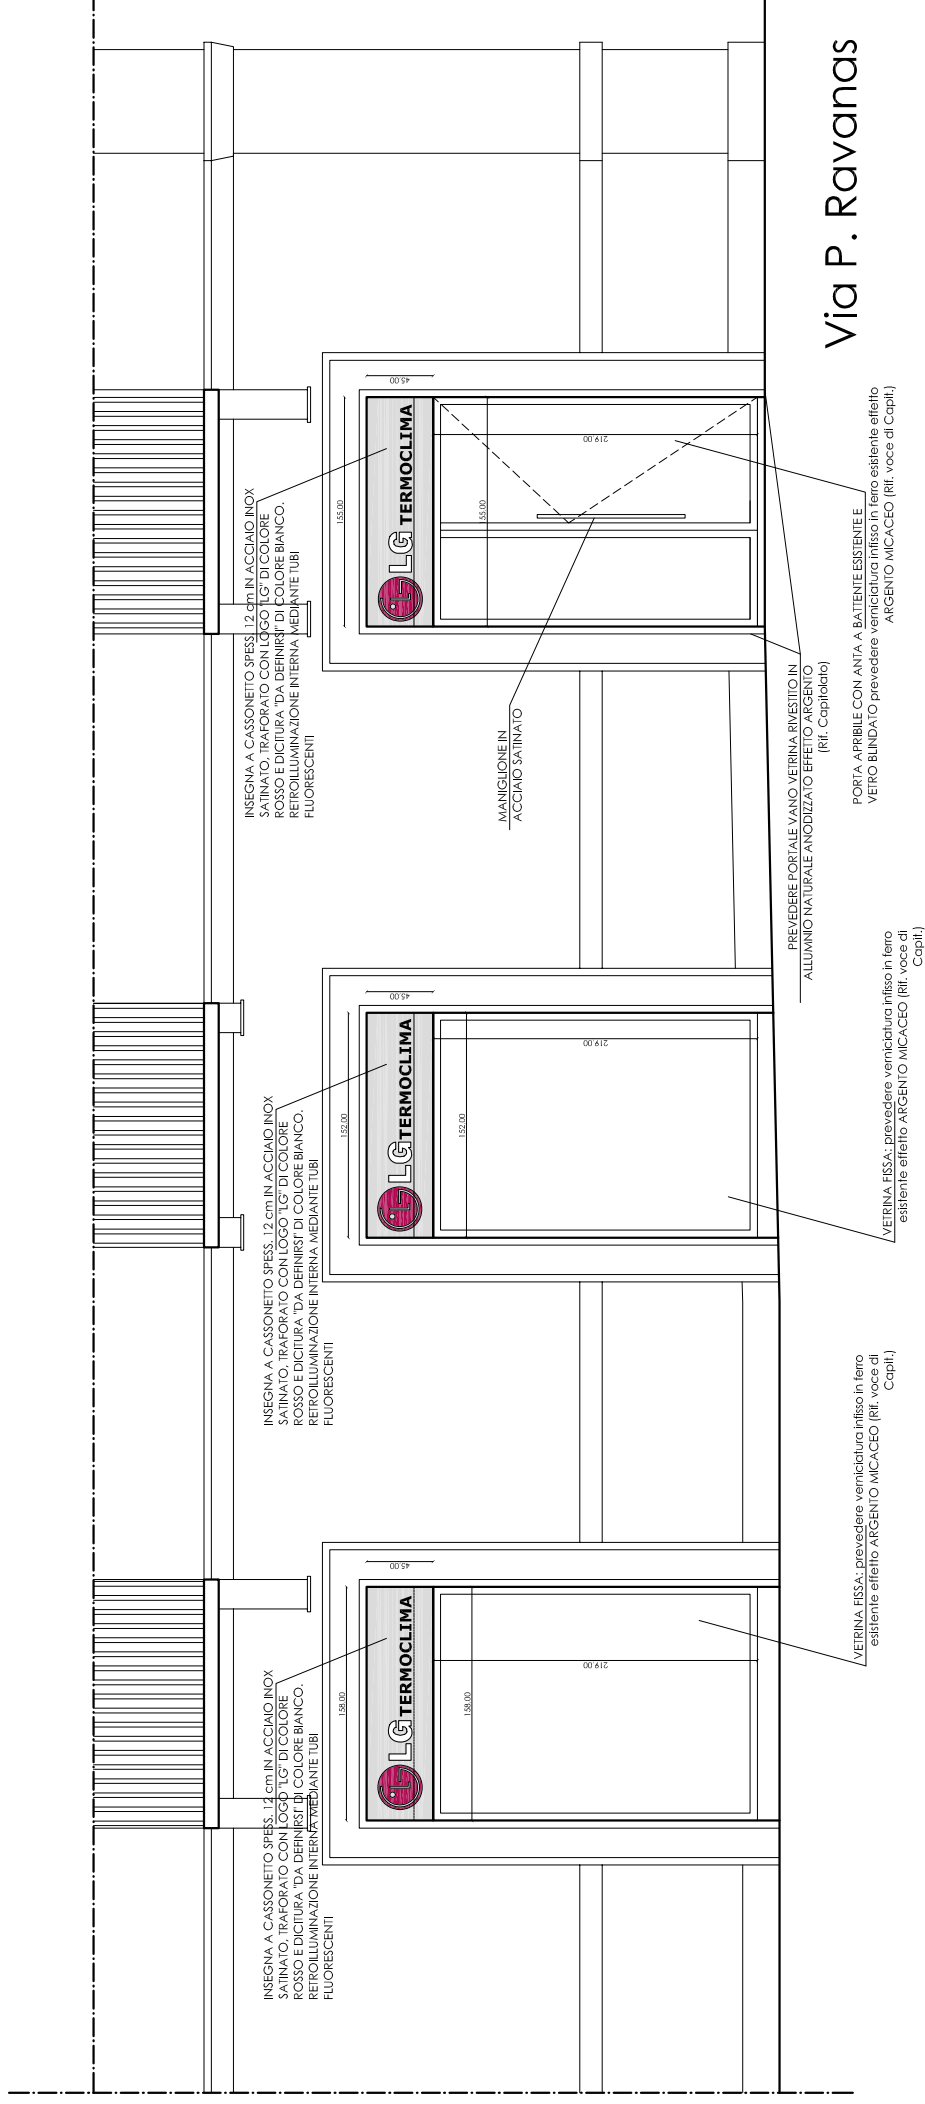 INSEGNA A CASSONETTO SPESS. 12 cm IN ACCIAIO INOX
SATINATO, TRAFORATO CON LOGO "LG" DI COLORE
ROSSO E DICITURA "DA DEFINIRSI" DI COLORE BIANCO.
RETROILLUMINAZIONE INTERNA MEDIANTE TUBI
FLUORESCENTI
158.00
45.00
LG TERMOCLIMA
158.00
219.00
VETRINA FISSA: prevedere verniciatura infisso in ferro
esistente effetto ARGENTO MICACEO (Rif. voce di
Capit.)
INSEGNA A CASSONETTO SPESS. 12 cm IN ACCIAIO INOX
SATINATO, TRAFORATO CON LOGO "LG" DI COLORE
ROSSO E DICITURA "DA DEFINIRSI" DI COLORE BIANCO.
RETROILLUMINAZIONE INTERNA MEDIANTE TUBI
FLUORESCENTI
152.00
45.00
LG TERMOCLIMA
152.00
219.00
VETRINA FISSA: prevedere verniciatura infisso in ferro
esistente effetto ARGENTO MICACEO (Rif. voce di
Capit.)
INSEGNA A CASSONETTO SPESS. 12 cm IN ACCIAIO INOX
SATINATO, TRAFORATO CON LOGO "LG" DI COLORE
ROSSO E DICITURA "DA DEFINIRSI" DI COLORE BIANCO.
RETROILLUMINAZIONE INTERNA MEDIANTE TUBI
FLUORESCENTI
155.00
45.00
LG TERMOCLIMA
155.00
219.00
MANIGLIONE IN
ACCIAIO SATINATO
PREVEDERE PORTALE VANO VETRINA RIVESTITO IN
ALLUMNIO NATURALE ANODIZZATO EFFETTO ARGENTO
(Rif. Capitolato)
PORTA APRIBILE CON ANTA A BATTENTE ESISTENTE E
VETRO BLINDATO prevedere verniciatura infisso in ferro esistente effetto
ARGENTO MICACEO (Rif. voce di Capit.)
Via P. Ravanas